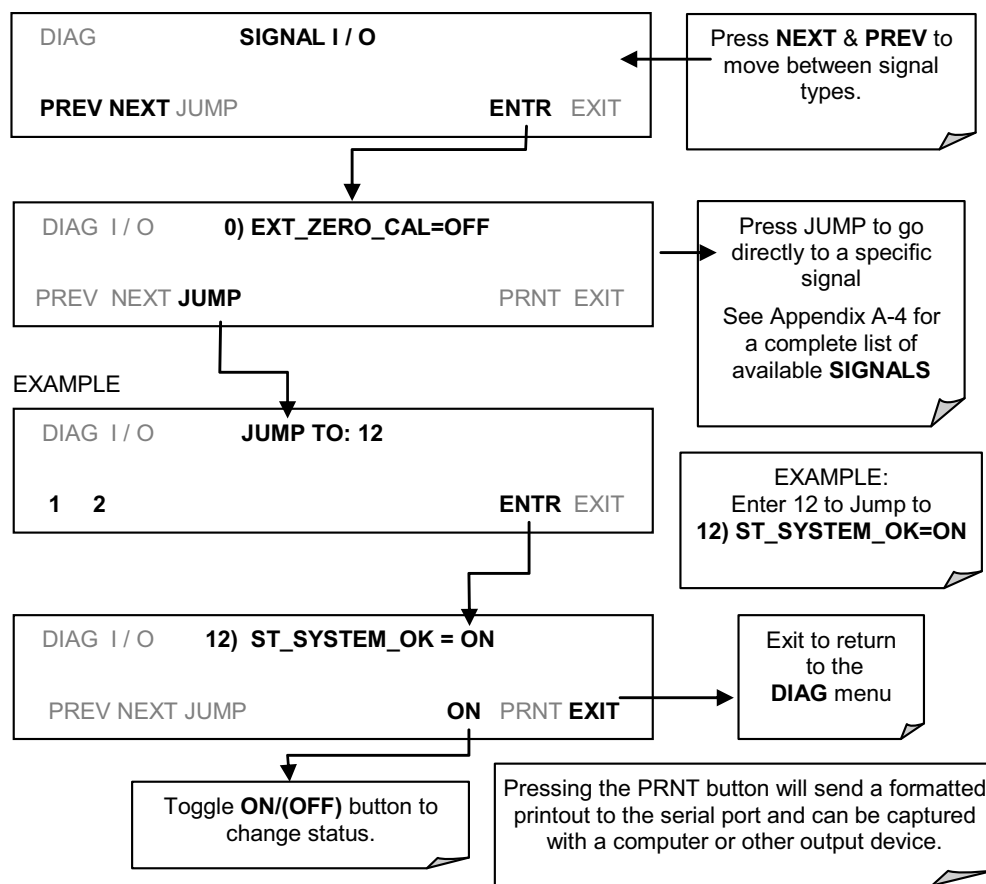 DIAG SIGNAL I / O
PREV NEXT JUMP ENTR EXIT
Press NEXT & PREV to
move between signal
types.
DIAG I / O 0) EXT_ZERO_CAL=OFF
PREV NEXT JUMP PRNT EXIT
Press JUMP to go
directly to a specific
signal
See Appendix A-4 for
a complete list of
available SIGNALS
EXAMPLE
DIAG I / O JUMP TO: 12
1 2 ENTR EXIT
EXAMPLE:
Enter 12 to Jump to
12) ST_SYSTEM_OK=ON
DIAG I / O 12) ST_SYSTEM_OK = ON
PREV NEXT JUMP ON PRNT EXIT
Exit to return
to the
DIAG menu
Toggle ON/(OFF) button to
change status.
Pressing the PRNT button will send a formatted
printout to the serial port and can be captured
with a computer or other output device.